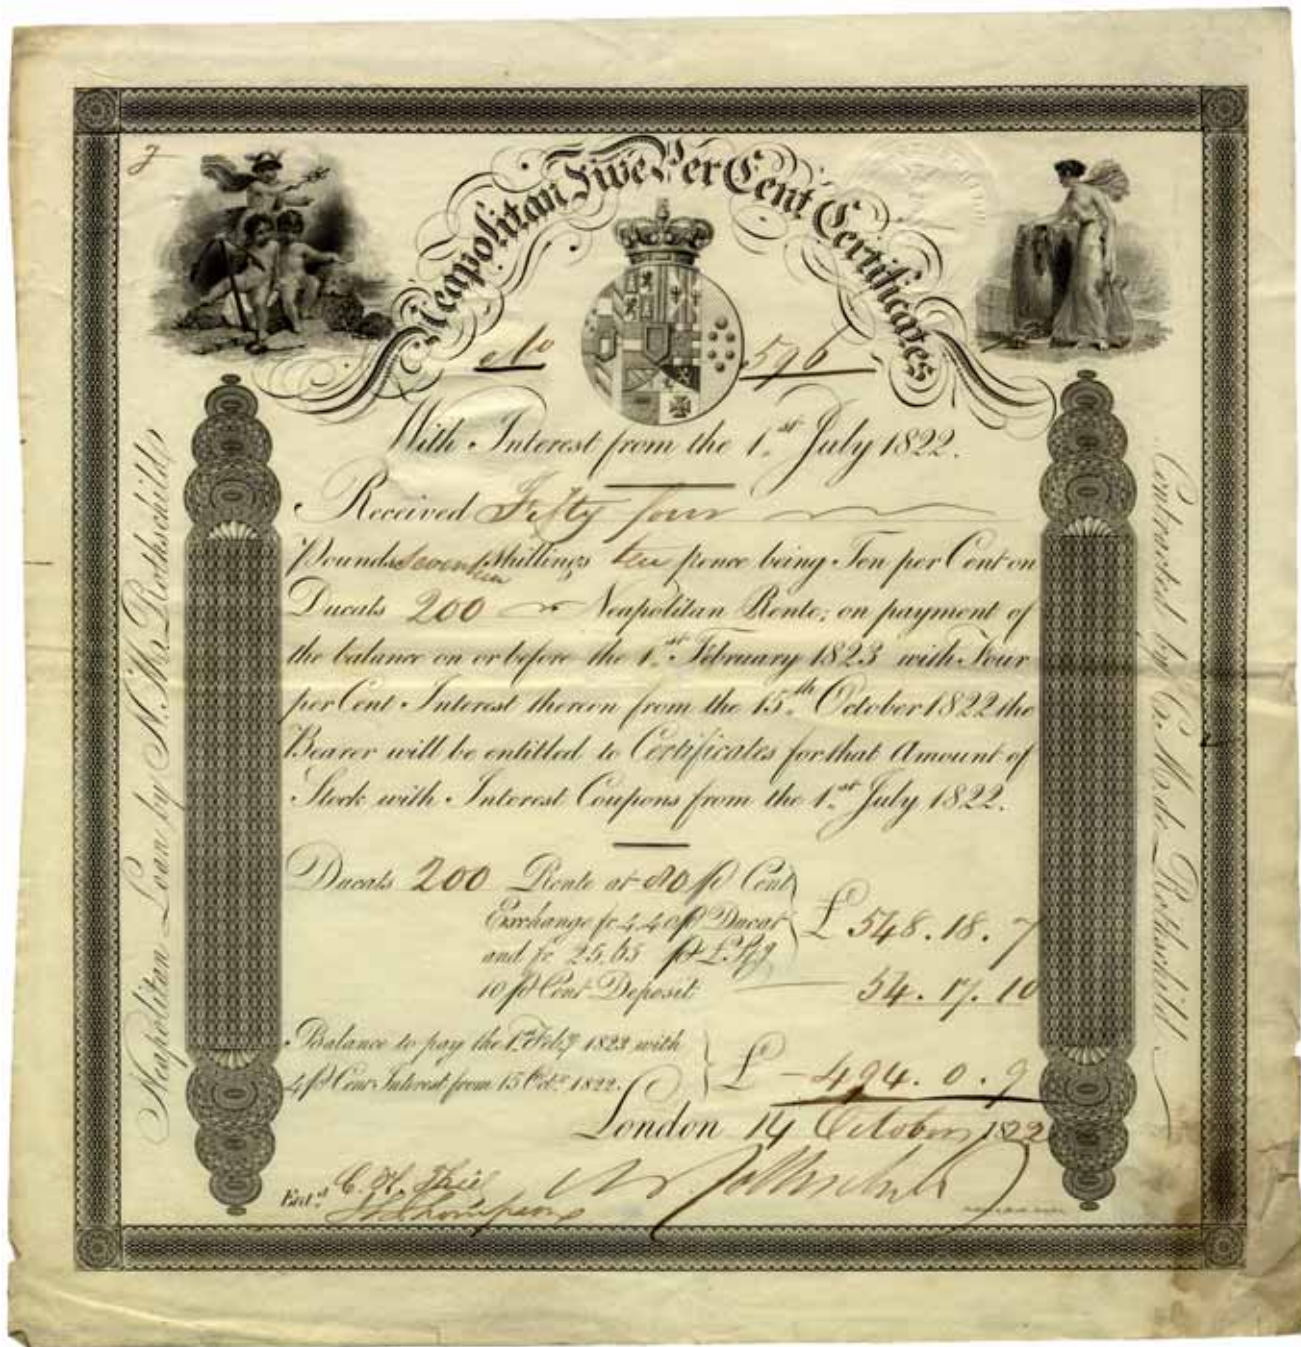 Neapolitan Five Per Cent Certificates
No 596
With Interest from the 1st July 1822.
Received Fifty four
Pounds Seventeen Shillings ten pence being Ten per Cent on
Ducats 200 Neapolitan Rente; on payment of
the balance on or before the 1st February 1823 with Four
per Cent Interest thereon from the 15th October 1822 the
Bearer will be entitled to Certificates for that Amount of
Stock with Interest Coupons from the 1st July 1822.
Ducats 200 Rente at 80 p Cent
Exchange fr 4.40 p Ducat
and fr 25.65 p £ Stg
£ 548.18.7
10 p Cent Deposit 54.17.10
Balance to pay the 1st Feby 1823 with
4 p Cent Interest from 15 Octr 1822.
£ 494.0.9
London 14 October 1822
Entd C. H.
J Thompson
Neapolitan Loan, by N. M. Rothschild,
Contracted by C. M. de Rothschild